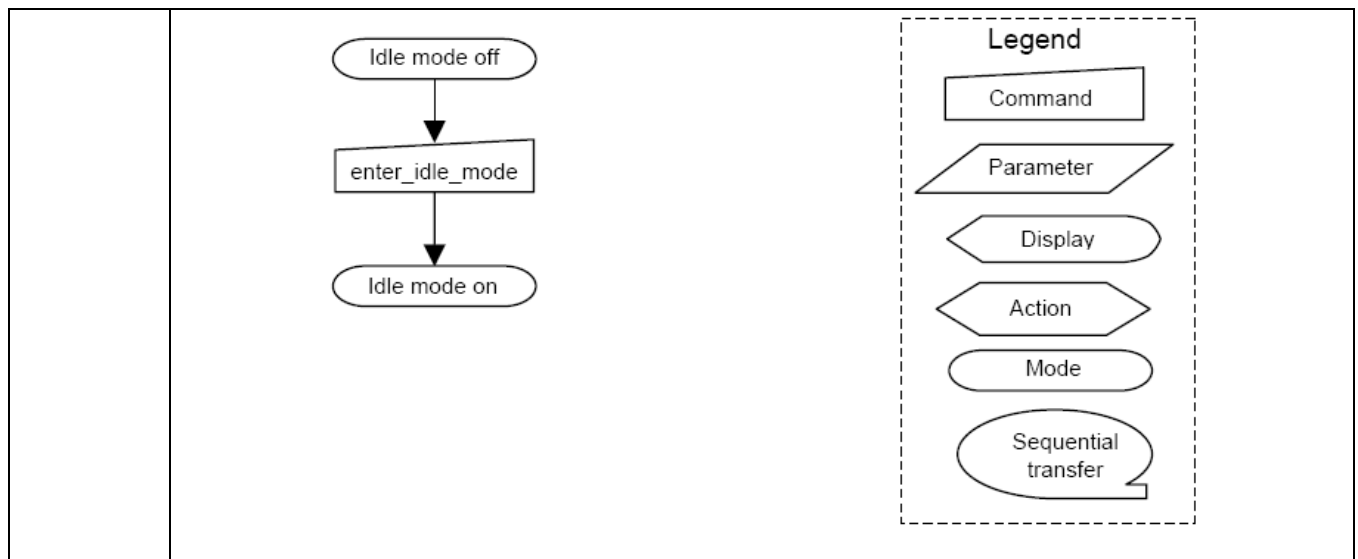 Idle mode off
enter_idle_mode
Idle mode on
Legend
Command
Parameter
Display
Action
Mode
Sequential
transfer